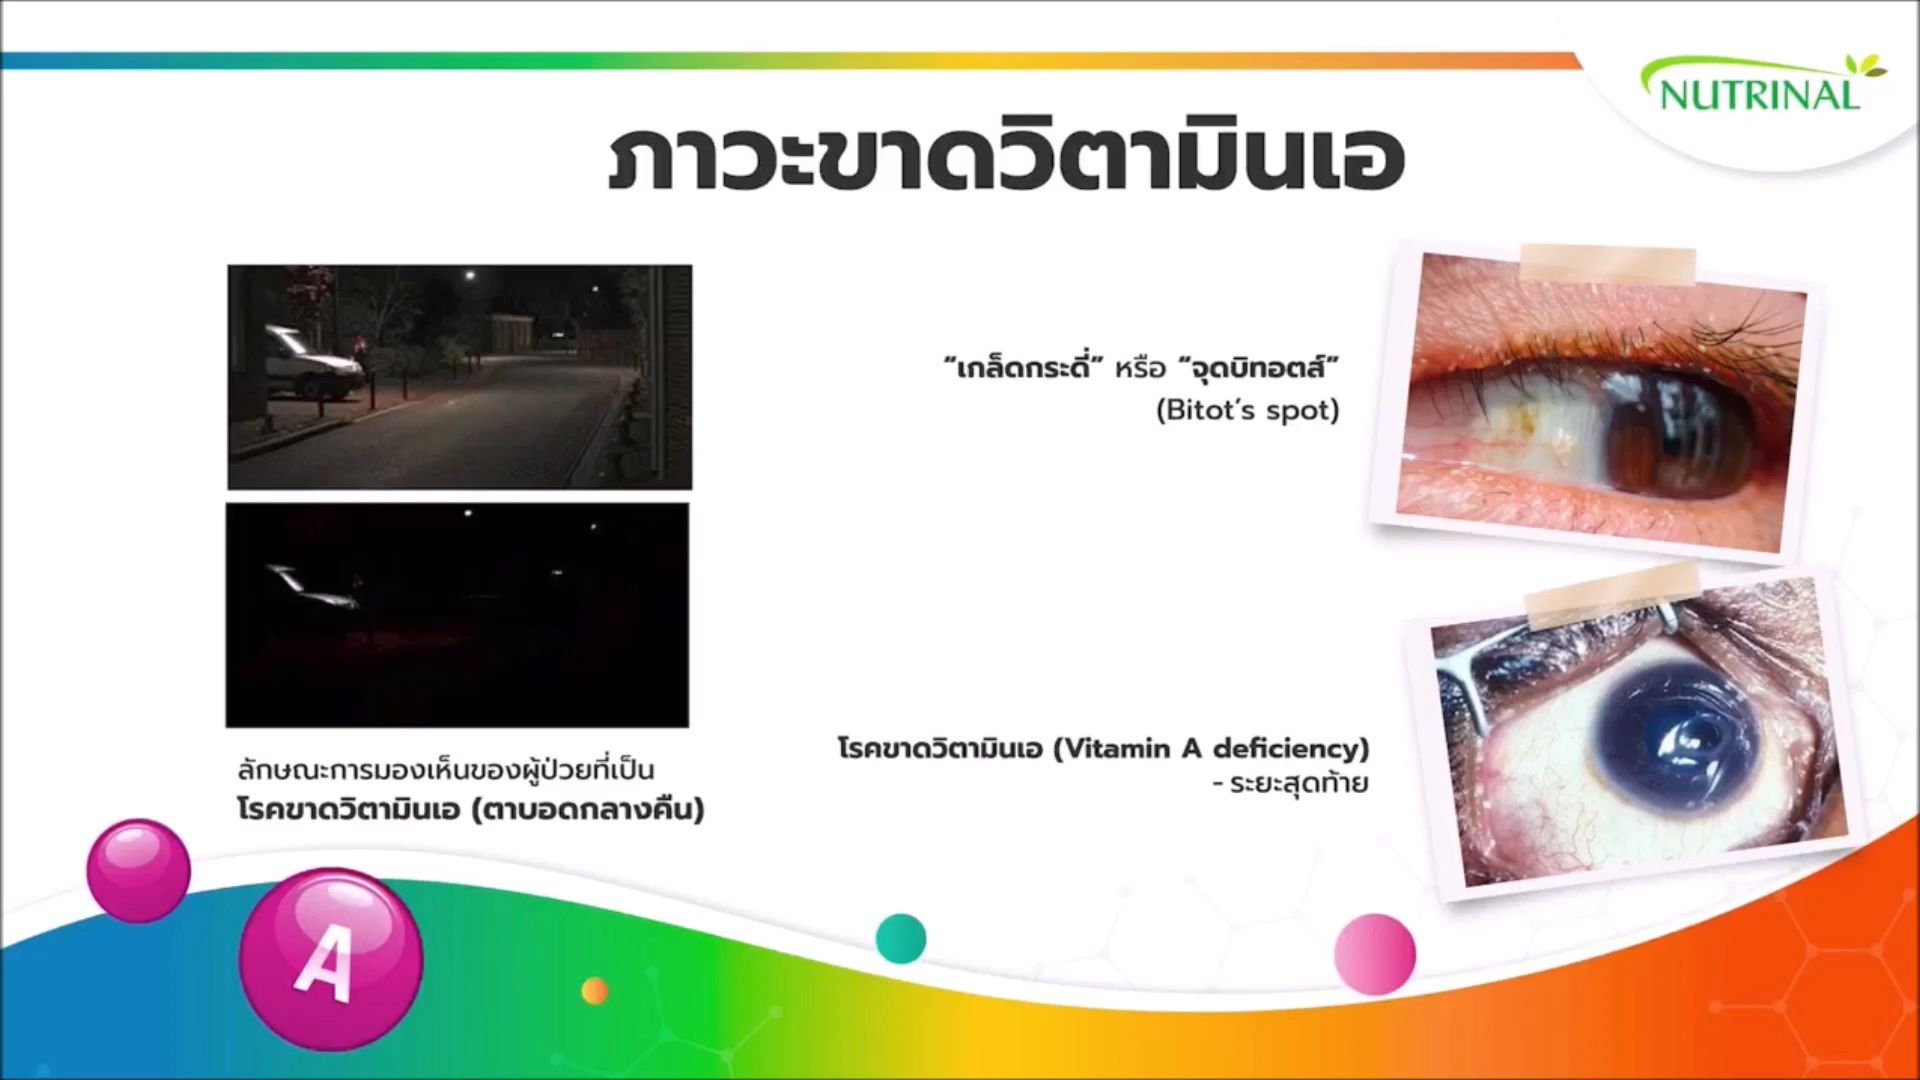 NUTRINAL
ภาวะขาดวิตามินเอ
“เกล็ดกระดี่” หรือ “จุดบิทอตส์”
(Bitot’s spot)
ลักษณะการมองเห็นของผู้ป่วยที่เป็น
โรคขาดวิตามินเอ (ตาบอดกลางคืน)
โรคขาดวิตามินเอ (Vitamin A deficiency)
- ระยะสุดท้าย
A